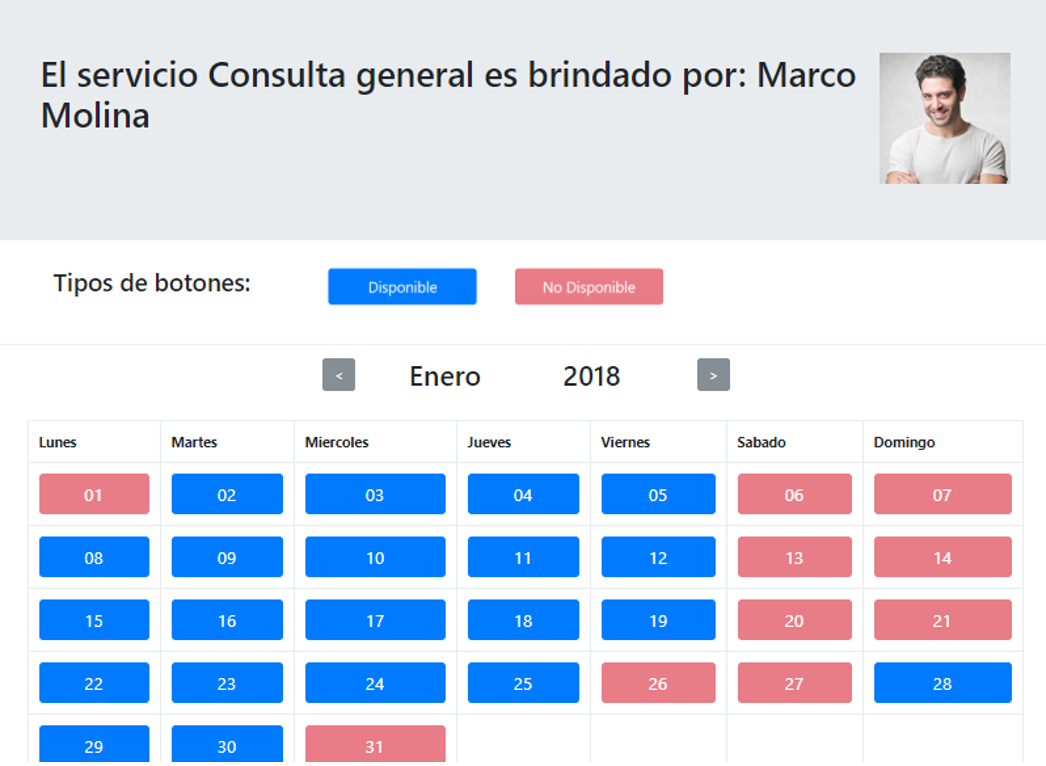 El servicio Consulta general es brindado por: Marco
Molina
Tipos de botones:
Disponible
No Disponible
< Enero 2018 >
Lunes Martes Miercoles Jueves Viernes Sabado Domingo
01 02 03 04 05 06 07
08 09 10 11 12 13 14
15 16 17 18 19 20 21
22 23 24 25 26 27 28
29 30 31